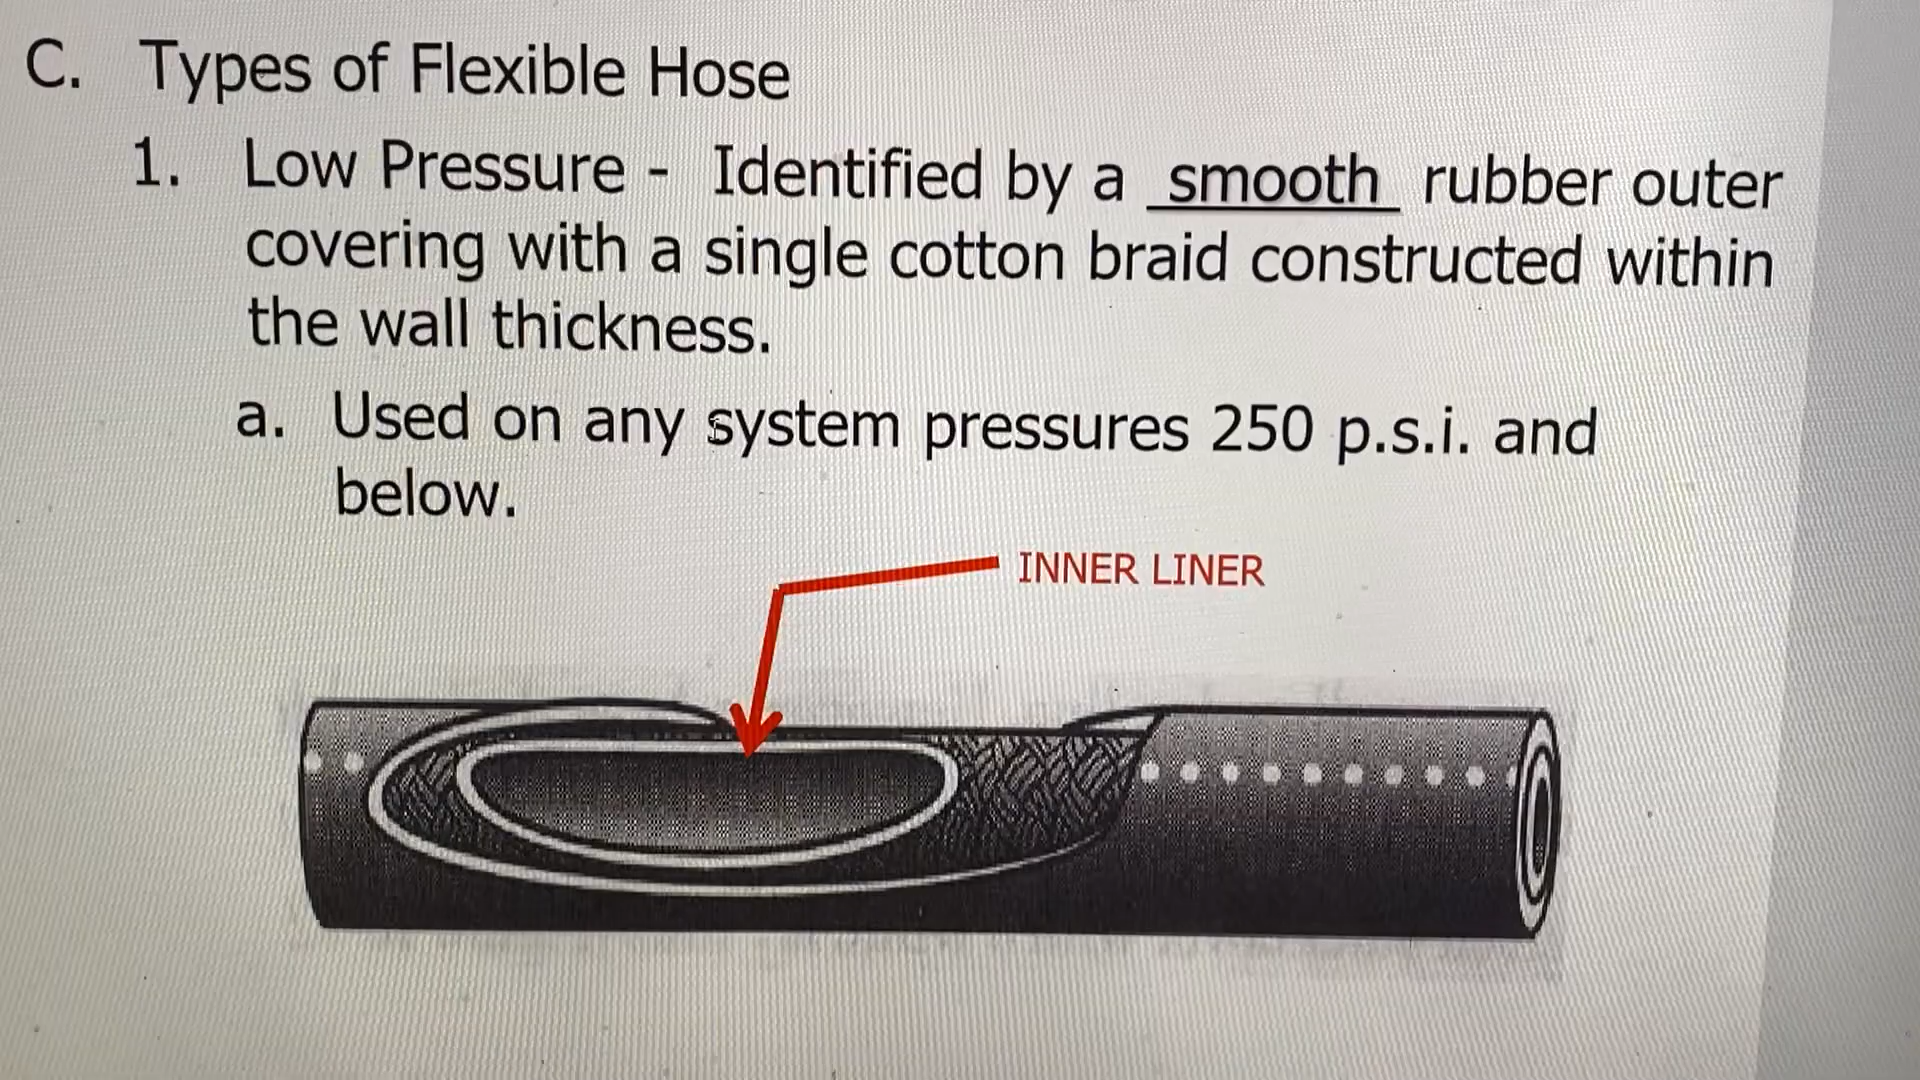 C. Types of Flexible Hose
1. Low Pressure - Identified by a smooth rubber outer
covering with a single cotton braid constructed within
the wall thickness.
a. Used on any system pressures 250 p.s.i. and
below.
INNER LINER